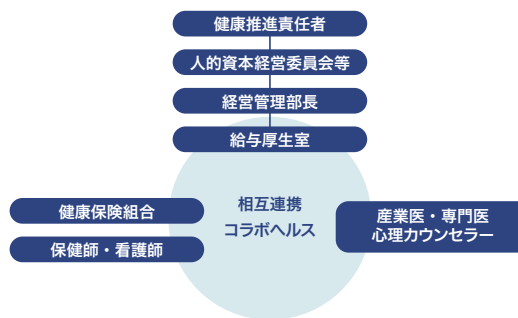 健康推進責任者
人的資本経営委員会等
経営管理部長
給与厚生室
相互連携
コラボヘルス
健康保険組合
保健師・看護師
産業医・専門医
心理カウンセラー